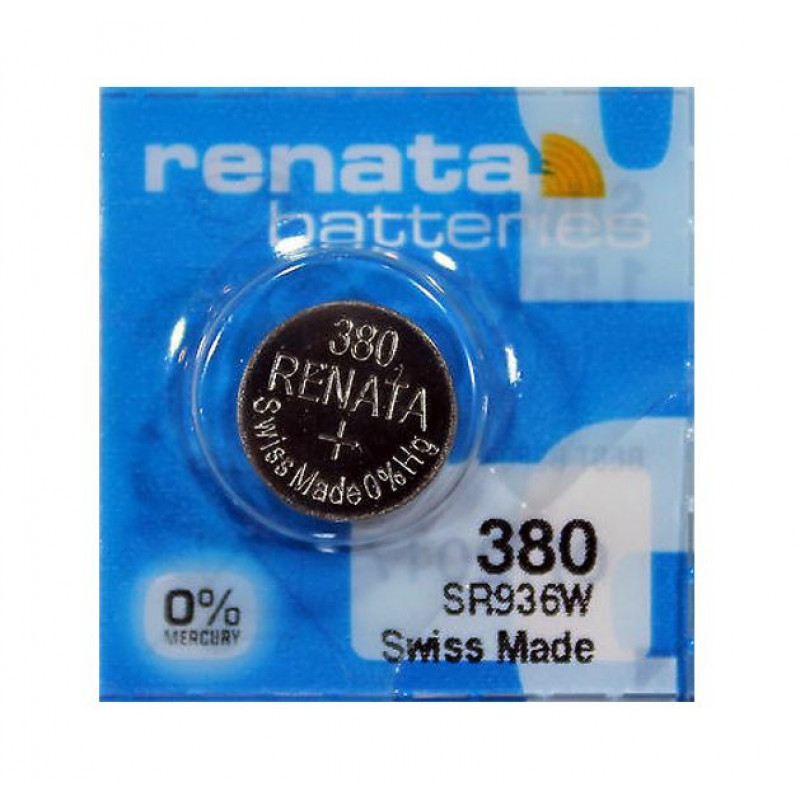 renata
batteries
380
RENATA
+
Swiss Made 0% Hg
380
SR936W
Swiss Made
0%
MERCURY